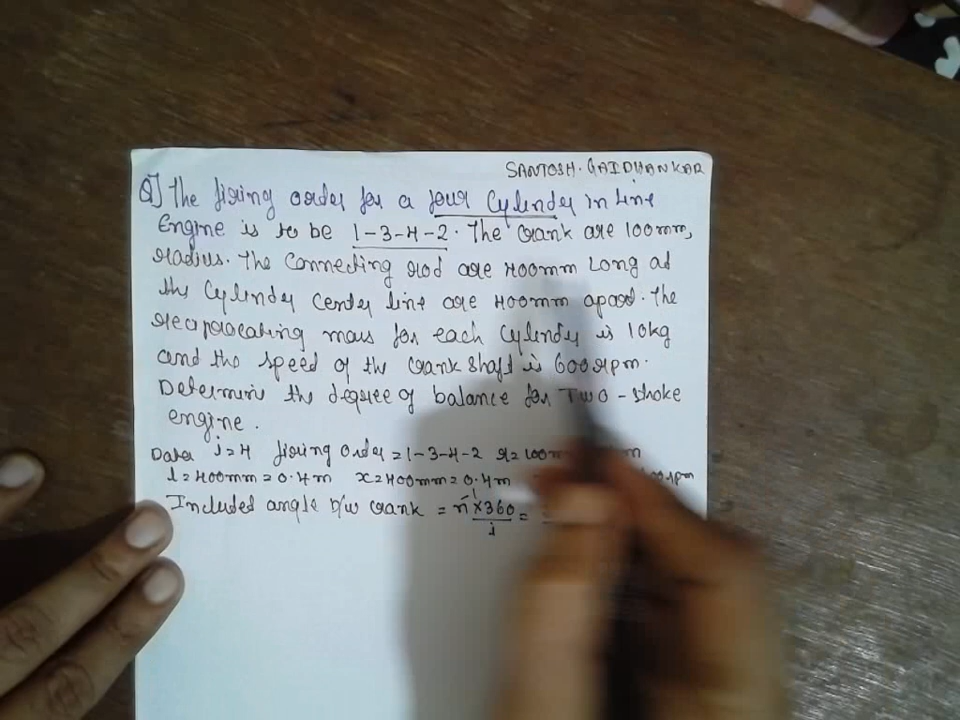 SANTOSH. GAIDHANKAR
Q] The firing order for a four Cylinder in line
Engine is to be 1-3-4-2. The Crank are 100mm,
radius. The Connecting rod are 400mm Long ad
the Cylinder Center line are 400mm apart. The
reciprocating mass for each Cylinder is 10kg
and the speed of the Crank Shaft is 600rpm.
Determine the degree of balance for Two-stroke
engine.
Data i=4 firing order = 1-3-4-2 r=100m m
l=400mm=0.4m x=400mm=0.4m rpm
Included angle b/w crank = n'×360/i =